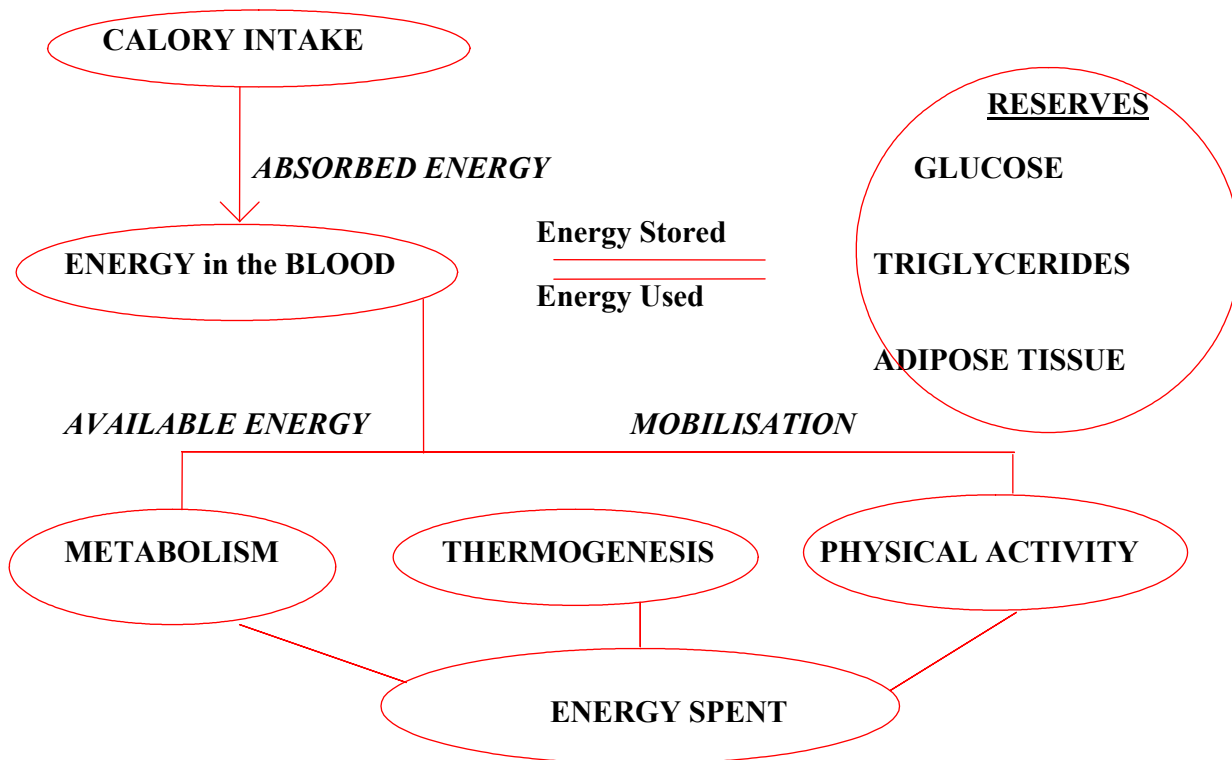 CALORY INTAKE
RESERVES
ABSORBED ENERGY
GLUCOSE
Energy Stored
ENERGY in the BLOOD
TRIGLYCERIDES
Energy Used
ADIPOSE TISSUE
AVAILABLE ENERGY
MOBILISATION
METABOLISM
THERMOGENESIS
PHYSICAL ACTIVITY
ENERGY SPENT